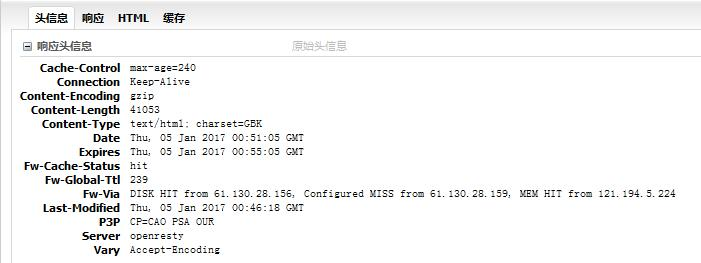 头信息 响应 HTML 缓存
响应头信息 原始头信息
Cache-Control max-age=240
Connection Keep-Alive
Content-Encoding gzip
Content-Length 41053
Content-Type text/html; charset=GBK
Date Thu, 05 Jan 2017 00:51:05 GMT
Expires Thu, 05 Jan 2017 00:55:05 GMT
Fw-Cache-Status hit
Fw-Global-Ttl 239
Fw-Via DISK HIT from 61.130.28.156, Configured MISS from 61.130.28.159, MEM HIT from 121.194.5.224
Last-Modified Thu, 05 Jan 2017 00:46:18 GMT
P3P CP=CAO PSA OUR
Server openresty
Vary Accept-Encoding